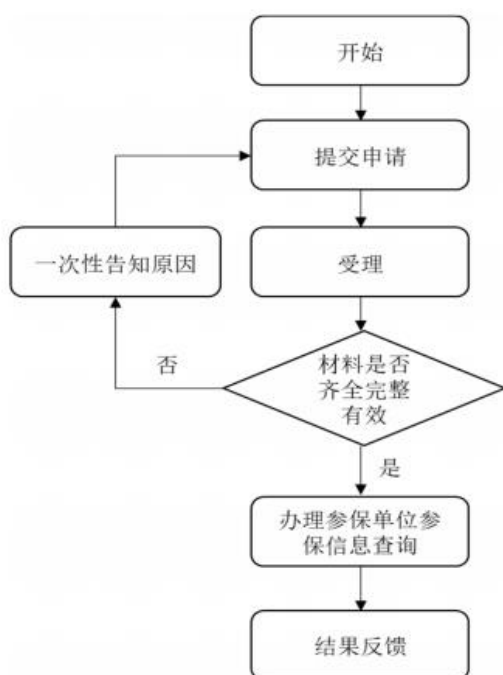 开始
提交申请
一次性告知原因
受理
否
材料是否
齐全完整
有效
是
办理参保单位参
保信息查询
结果反馈